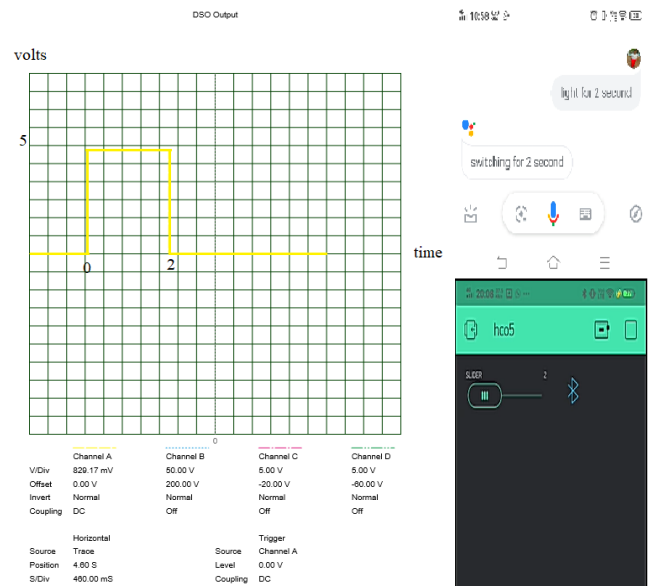 DSO Output
volts
5
0
2
time
0
Channel A Channel B Channel C Channel D
V/Div 829.17 mV 50.00 V 5.00 V 5.00 V
Offset 0.00 V 200.00 V -20.00 V -60.00 V
Invert Normal Normal Normal Normal
Coupling DC Off Off Off
Horizontal Trigger
Source Trace Source Channel A
Position 4.60 S Level 0.00 V
S/Div 460.00 mS Coupling DC
10:58
light for 2 second
switching for 2 second
20:08
hco5
SLIDER 2